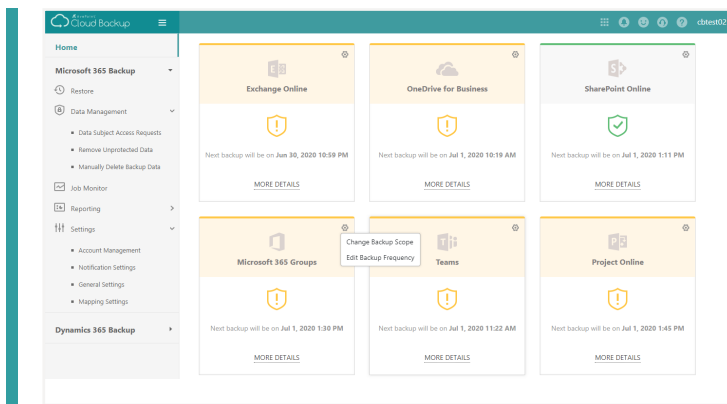 Cloud Backup
cbtest02
Home
Microsoft 365 Backup
Restore
Data Management
Data Subject Access Requests
Remove Unprotected Data
Manually Delete Backup Data
Job Monitor
Reporting
Settings
Account Management
Notification Settings
General Settings
Mapping Settings
Dynamics 365 Backup
Exchange Online
Next backup will be on Jun 30, 2020 10:59 PM
MORE DETAILS
OneDrive for Business
Next backup will be on Jul 1, 2020 10:19 AM
MORE DETAILS
SharePoint Online
Next backup will be on Jul 1, 2020 1:11 PM
MORE DETAILS
Microsoft 365 Groups
Change Backup Scope
Edit Backup Frequency
Next backup will be on Jul 1, 2020 1:30 PM
MORE DETAILS
Teams
Next backup will be on Jul 1, 2020 11:22 AM
MORE DETAILS
Project Online
Next backup will be on Jul 1, 2020 1:45 PM
MORE DETAILS